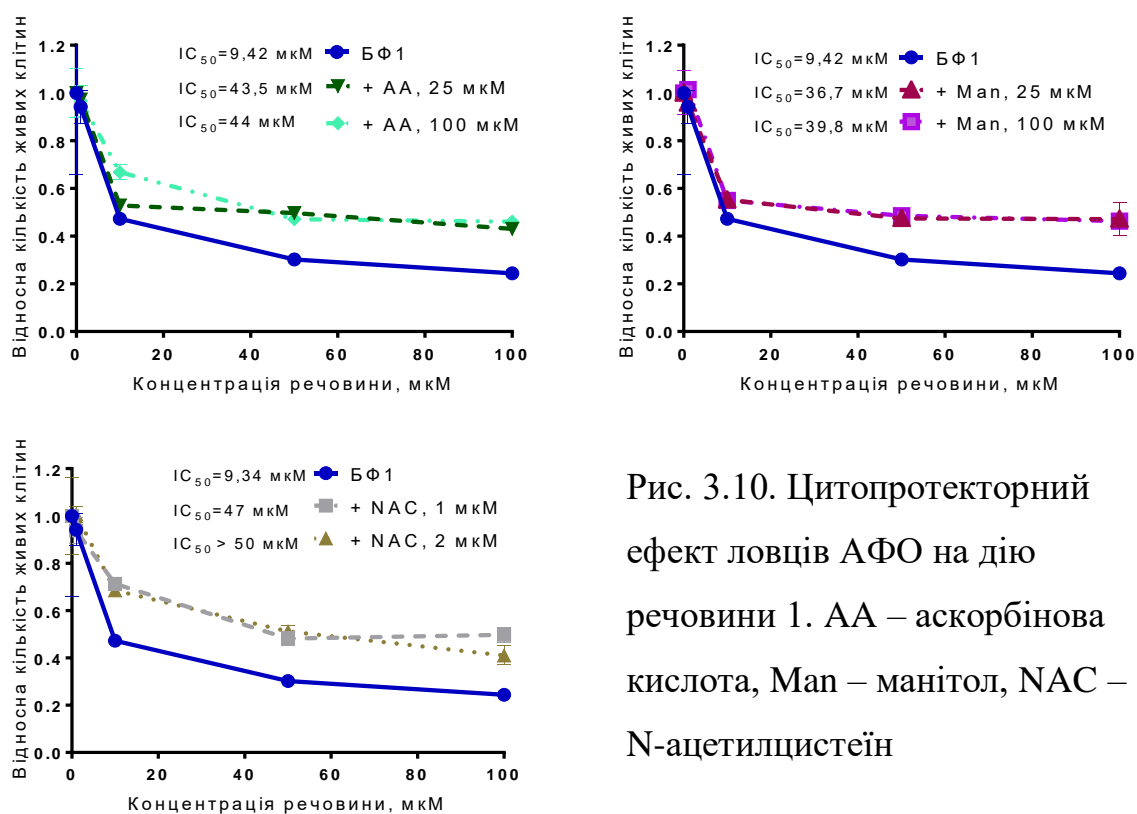 Відносна кількість живих клітин
1.2
1.0
0.8
0.6
0.4
0.2
0.0
0 20 40 60 80 100
Концентрація речовини, мкМ
IC50=9,42 мкМ БФ1
IC50=43,5 мкМ + АА, 25 мкМ
IC50=44 мкМ + АА, 100 мкМ
Відносна кількість живих клітин
1.2
1.0
0.8
0.6
0.4
0.2
0.0
0 20 40 60 80 100
Концентрація речовини, мкМ
IC50=9,42 мкМ БФ1
IC50=36,7 мкМ + Man, 25 мкМ
IC50=39,8 мкМ + Man, 100 мкМ
Відносна кількість живих клітин
1.2
1.0
0.8
0.6
0.4
0.2
0.0
0 20 40 60 80 100
Концентрація речовини, мкМ
IC50=9,34 мкМ БФ1
IC50=47 мкМ + NAC, 1 мкМ
IC50 > 50 мкМ + NAC, 2 мкМ
Рис. 3.10. Цитопротекторний
ефект ловців АФО на дію
речовини 1. АА – аскорбінова
кислота, Man – манітол, NAC –
N-ацетилцистеїн